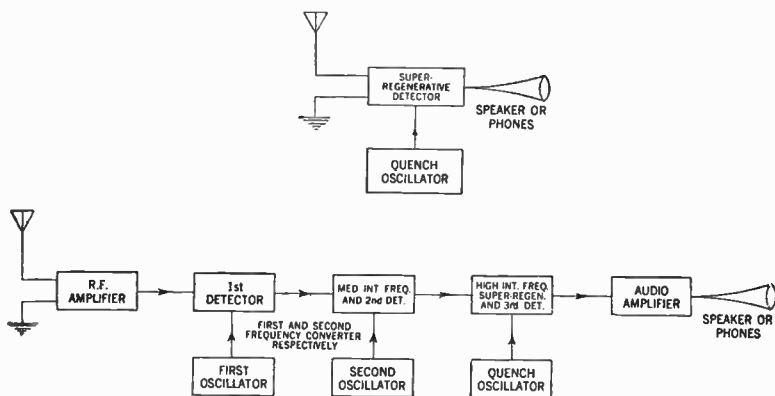 SUPER-
REGENERATIVE
DETECTOR
SPEAKER OR
PHONES
QUENCH
OSCILLATOR
R.F.
AMPLIFIER
1st
DETECTOR
MED INT FREQ.
AND 2nd DET.
HIGH INT. FREQ.
SUPER-REGEN.
AND 3rd DET.
AUDIO
AMPLIFIER
SPEAKER OR
PHONES
FIRST AND SECOND
FREQUENCY CONVERTER
RESPECTIVELY
FIRST
OSCILLATOR
SECOND
OSCILLATOR
QUENCH
OSCILLATOR